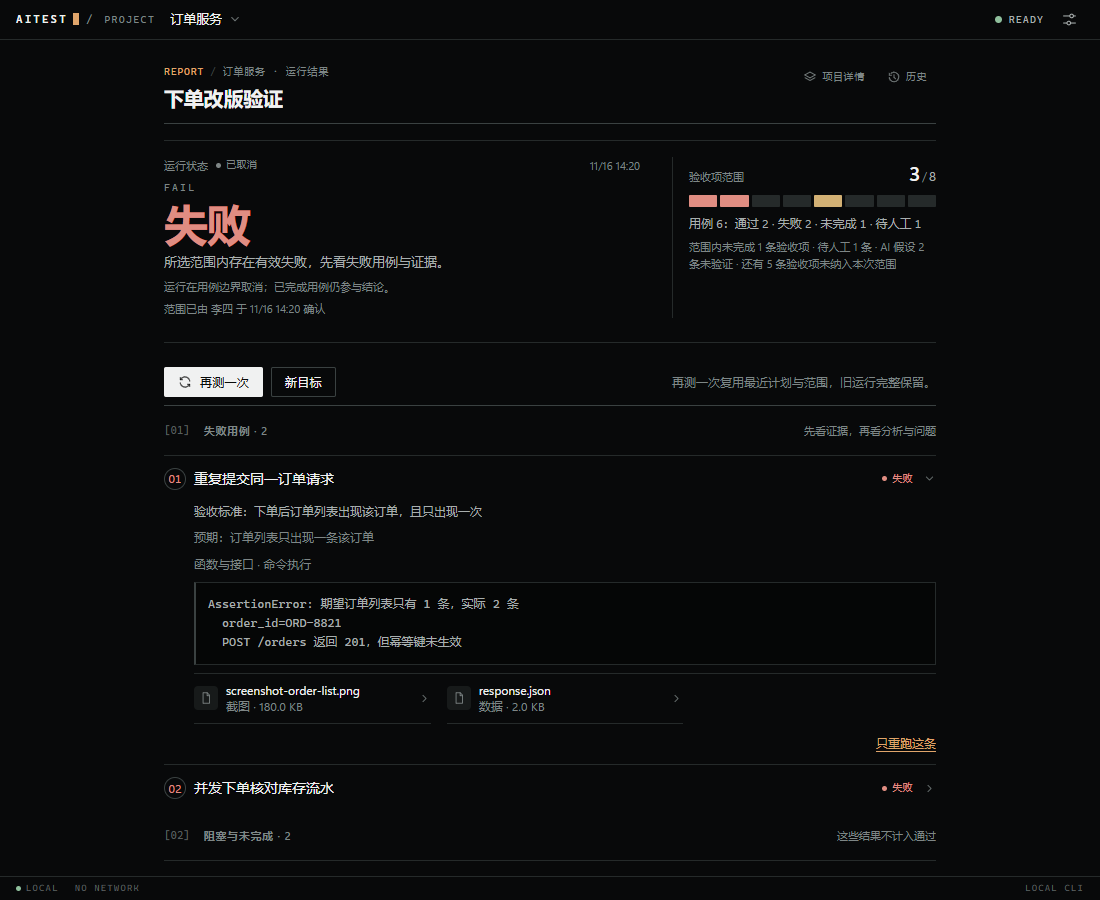 AITEST / PROJECT 订单服务
READY
REPORT / 订单服务 · 运行结果
项目详情
历史
下单改版验证
运行状态 已取消
11/16 14:20
FAIL
失败
所选范围内存在有效失败，先看失败用例与证据。
运行在用例边界取消；已完成用例仍参与结论。
范围已由 李四 于 11/16 14:20 确认
验收项范围
3/8
用例 6：通过 2 · 失败 2 · 未完成 1 · 待人工 1
范围内未完成 1 条验收项 · 待人工 1 条 · AI 假设 2
条未验证 · 还有 5 条验收项未纳入本次范围
再测一次
新目标
再测一次复用最近计划与范围，旧运行完整保留。
[01] 失败用例 · 2
先看证据，再看分析与问题
01 重复提交同一订单请求
失败
验收标准：下单后订单列表出现该订单，且只出现一次
预期：订单列表只出现一条该订单
函数与接口 · 命令执行
AssertionError: 期望订单列表只有 1 条，实际 2 条
order_id=ORD-8821
POST /orders 返回 201，但幂等键未生效
screenshot-order-list.png
截图 · 180.0 KB
response.json
数据 · 2.0 KB
只重跑这条
02 并发下单核对库存流水
失败
[02] 阻塞与未完成 · 2
这些结果不计入通过
LOCAL NO NETWORK
LOCAL CLI